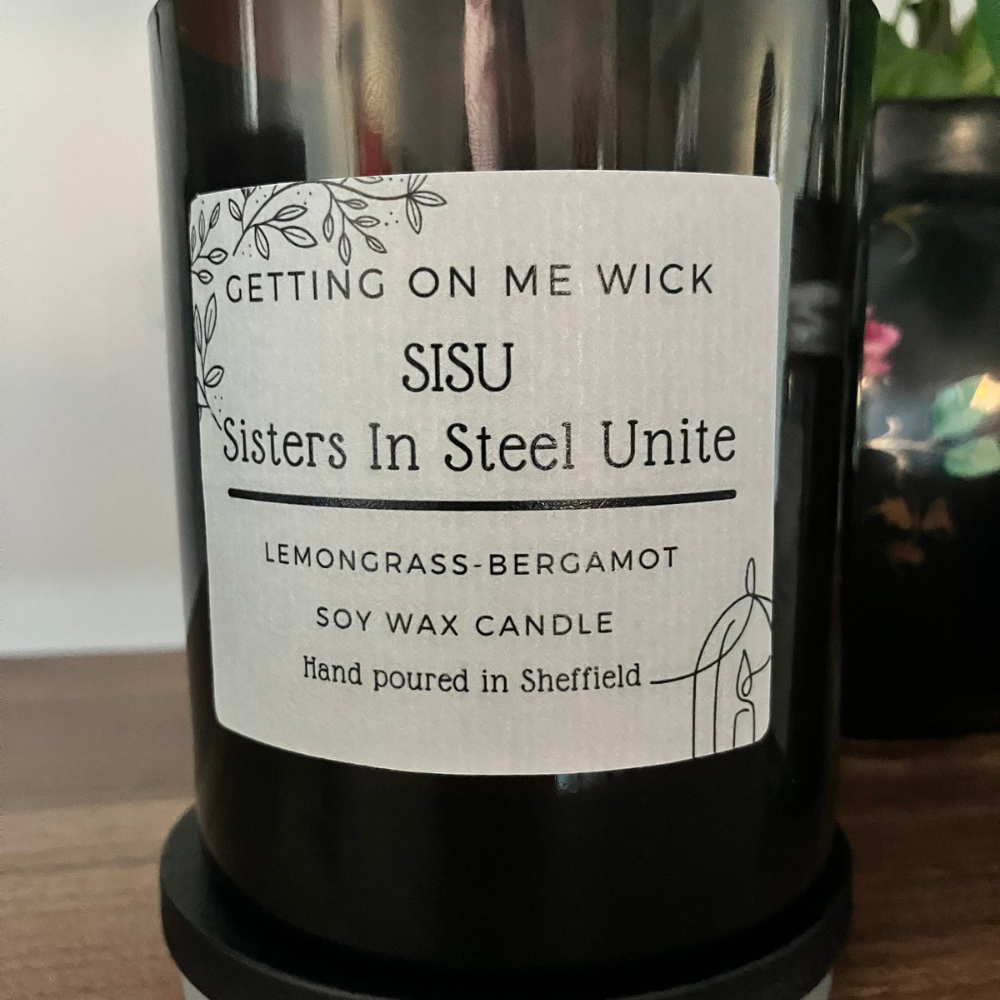 GETTING ON ME WICK
SISU
Sisters In Steel Unite
LEMONGRASS-BERGAMOT
SOY WAX CANDLE
Hand poured in Sheffield